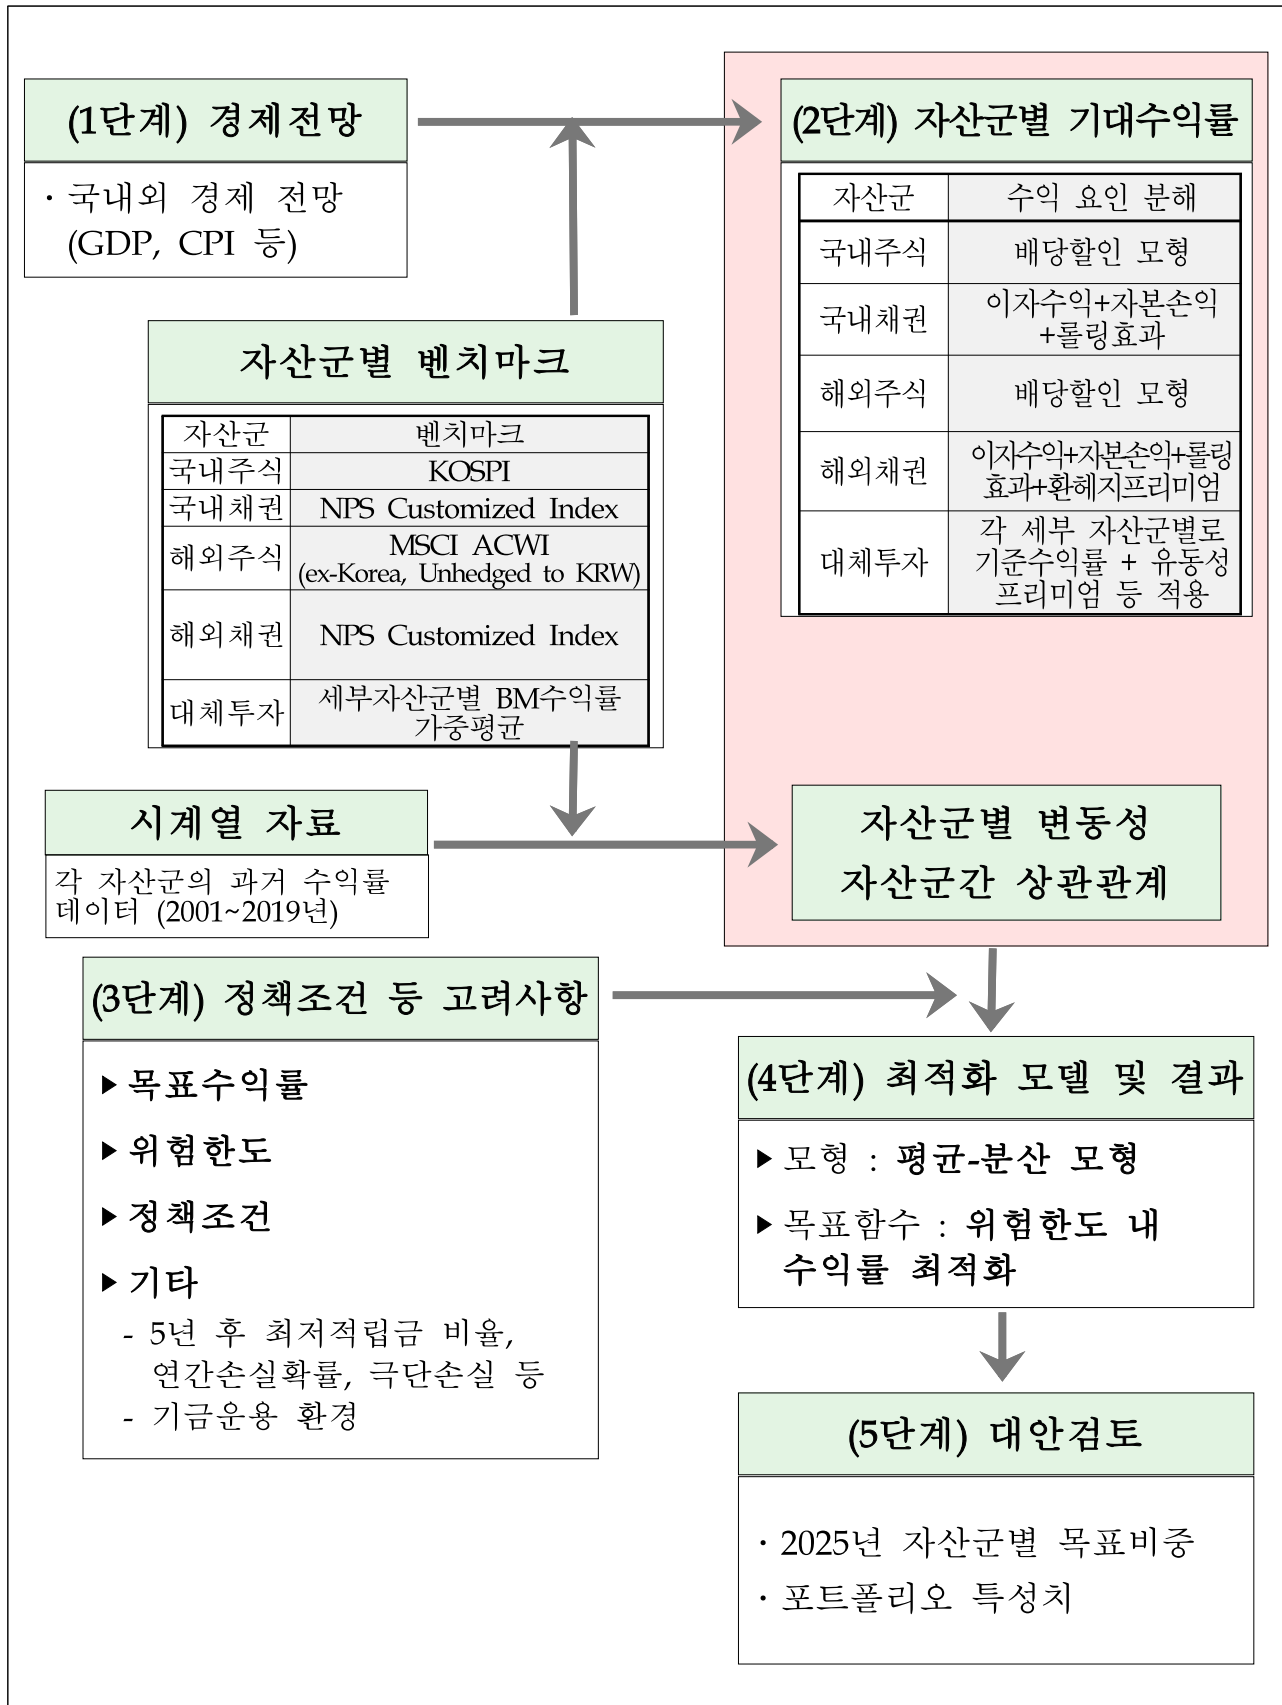 (1단계) 경제전망
· 국내외 경제 전망
(GDP, CPI 등)
(2단계) 자산군별 기대수익률
자산군 수익 요인 분해
국내주식 배당할인 모형
국내채권 이자수익+자본손익
+롤링효과
해외주식 배당할인 모형
해외채권 이자수익+자본손익+롤링
효과+환헤지프리미엄
대체투자 각 세부 자산군별로
기준수익률 + 유동성
프리미엄 등 적용
자산군별 벤치마크
자산군 벤치마크
국내주식 KOSPI
국내채권 NPS Customized Index
해외주식 MSCI ACWI
(ex-Korea, Unhedged to KRW)
해외채권 NPS Customized Index
대체투자 세부자산군별 BM수익률
가중평균
시계열 자료
각 자산군의 과거 수익률
데이터 (2001~2019년)
자산군별 변동성
자산군간 상관관계
(3단계) 정책조건 등 고려사항
▶ 목표수익률
▶ 위험한도
▶ 정책조건
▶ 기타
- 5년 후 최저적립금 비율,
연간손실확률, 극단손실 등
- 기금운용 환경
(4단계) 최적화 모델 및 결과
▶ 모형 : 평균-분산 모형
▶ 목표함수 : 위험한도 내
수익률 최적화
(5단계) 대안검토
· 2025년 자산군별 목표비중
· 포트폴리오 특성치